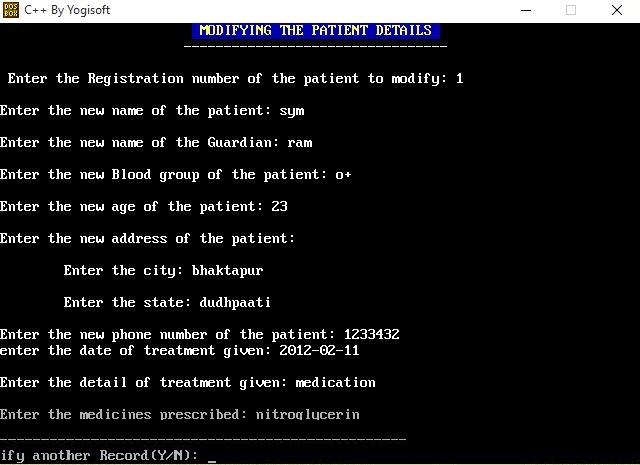 DOS BOX C++ By Yogisoft
MODIFYING THE PATIENT DETAILS
--------------------------------
Enter the Registration number of the patient to modify: 1
Enter the new name of the patient: sym
Enter the new name of the Guardian: ram
Enter the new Blood group of the patient: o+
Enter the new age of the patient: 23
Enter the new address of the patient:
Enter the city: bhaktapur
Enter the state: dudhpaati
Enter the new phone number of the patient: 1233432
enter the date of treatment given: 2012-02-11
Enter the detail of treatment given: medication
Enter the medicines prescribed: nitroglycerin
---------------------------------------------------
ify another Record(Y/N): _